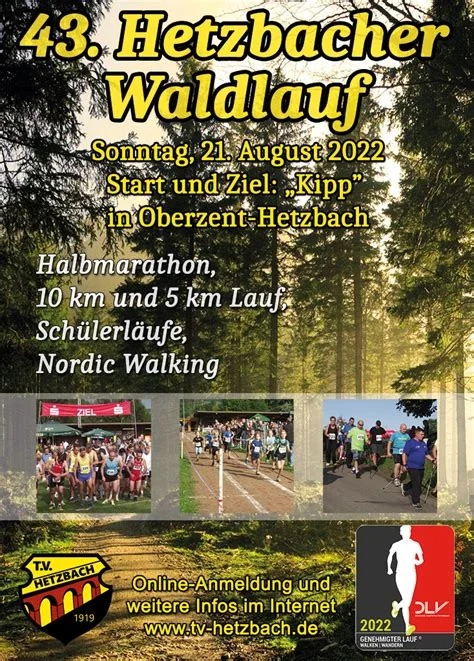 43. Hetzbacher
Waldlauf
Sonntag, 21. August 2022
Start und Ziel: „Kipp”
in Oberzent-Hetzbach
Halbmarathon,
10 km und 5 km Lauf,
Schülerläufe,
Nordic Walking
ZIEL
T.V.
HETZBACH
1919
Online-Anmeldung und
weitere Infos im Internet
www.tv-hetzbach.de
DLV
2022
GENEHMIGTER LAUF ©
WALKEN | WANDERN